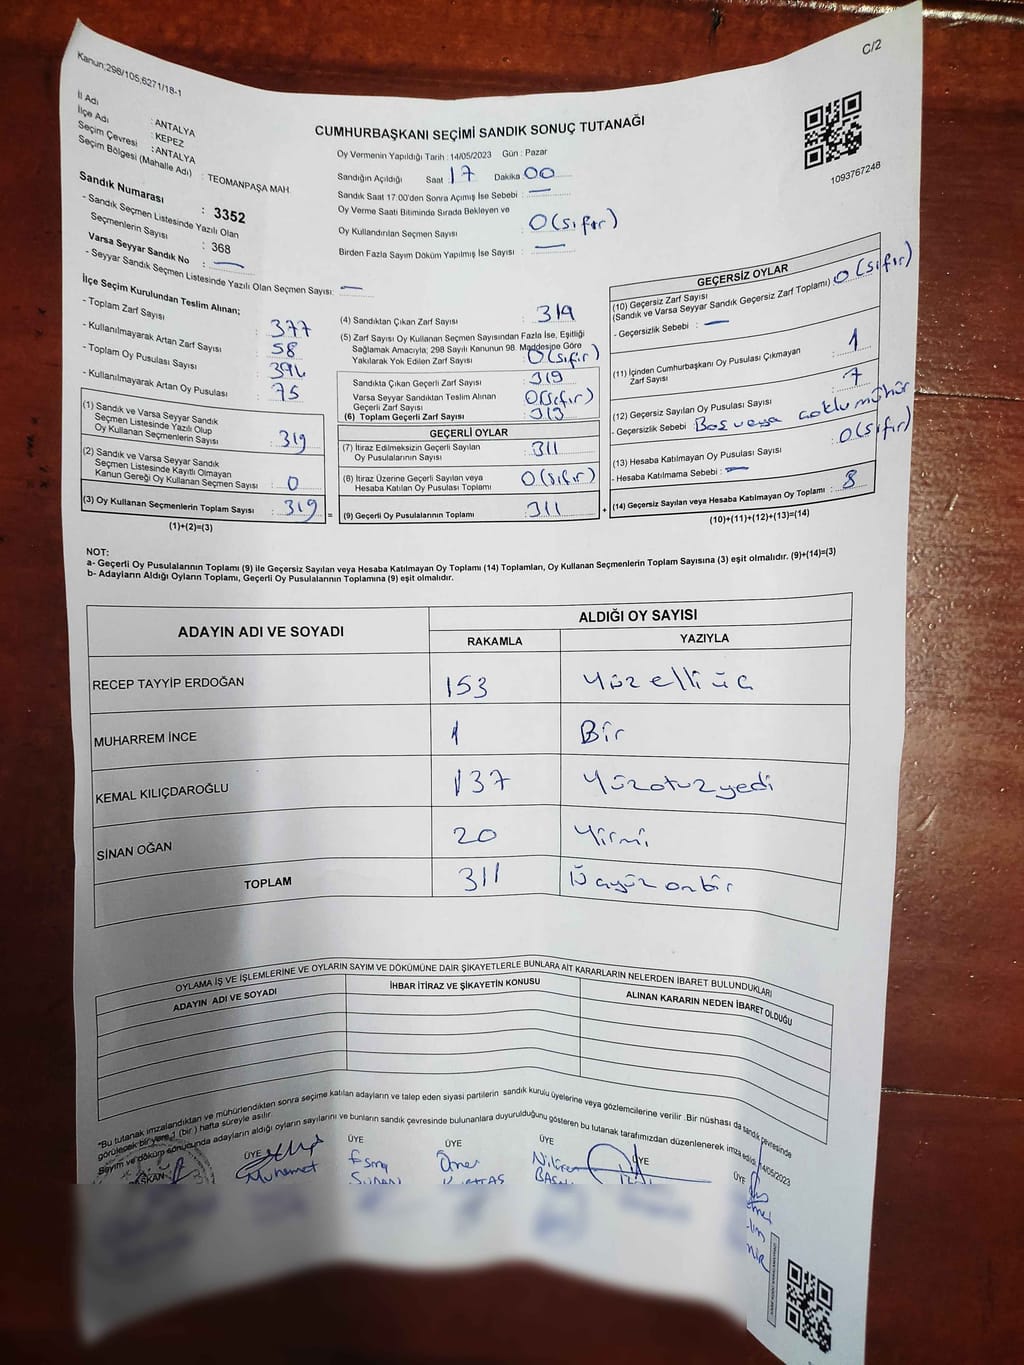 Kanun;298/105,6271/18-1
C/2
İl Adı : ANTALYA
İlçe Adı : KEPEZ
Seçim Çevresi : ANTALYA
Seçim Bölgesi (Mahalle Adı) : TEOMANPAŞA MAH.
CUMHURBAŞKANI SEÇİMİ SANDIK SONUÇ TUTANAĞI
1093767248
Oy Vermenin Yapıldığı Tarih : 14/05/2023 Gün : Pazar
Sandığın Açıldığı Saat 17 Dakika 00
Sandık Saat 17:00'den Sonra Açımış İse Sebebi : —
Oy Verme Saati Bitiminde Sırada Bekleyen ve
Oy Kullandırılan Seçmen Sayısı : 0(sıfır)
Birden Fazla Sayım Döküm Yapılmış İse Sayısı : —
Sandık Numarası : 3352
- Sandık Seçmen Listesinde Yazılı Olan
Seçmenlerin Sayısı : 368
Varsa Seyyar Sandık No : —
- Seyyar Sandık Seçmen Listesinde Yazılı Olan Seçmen Sayısı: —
İlçe Seçim Kurulundan Teslim Alınan;
- Toplam Zarf Sayısı : 377
- Kullanılmayarak Artan Zarf Sayısı : 58
- Toplam Oy Pusulası Sayısı :
- Kullanılmayarak Artan Oy Pusulası : 75
(1) Sandık ve Varsa Seyyar Sandık
Seçmen Listesinde Yazılı Olup
Oy Kullanan Seçmenlerin Sayısı : 319
(2) Sandık ve Varsa Seyyar Sandık
Seçmen Listesinde Kayıtlı Olmayan
Kanun Gereği Oy Kullanan Seçmen Sayısı : 0
(3) Oy Kullanan Seçmenlerin Toplam Sayısı : 319
(1)+(2)=(3)
=
(4) Sandıktan Çıkan Zarf Sayısı : 319
(5) Zarf Sayısı Oy Kullanan Seçmen Sayısından Fazla İse, Eşitliği
Sağlamak Amacıyla; 298 Sayılı Kanunun 98. Maddesine Göre
Yakılarak Yok Edilen Zarf Sayısı : 0(sıfır)
Sandıkta Çıkan Geçerli Zarf Sayısı : 319
Varsa Seyyar Sandıktan Teslim Alınan
Geçerli Zarf Sayısı : 0(sıfır)
(6) Toplam Geçerli Zarf Sayısı : 319
GEÇERLİ OYLAR
(7) İtiraz Edilmeksizin Geçerli Sayılan
Oy Pusulalarının Sayısı : 311
(8) İtiraz Üzerine Geçerli Sayılan veya
Hesaba Katılan Oy Pusulası Toplamı : 0(sıfır)
(9) Geçerli Oy Pusulalarının Toplamı : 311
+
GEÇERSİZ OYLAR
(10) Geçersiz Zarf Sayısı
(Sandık ve Varsa Seyyar Sandık Geçersiz Zarf Toplamı) : 0(sıfır)
- Geçersizlik Sebebi : —
(11) İçinden Cumhurbaşkanı Oy Pusulası Çıkmayan
Zarf Sayısı : 1
(12) Geçersiz Sayılan Oy Pusulası Sayısı : 7
- Geçersizlik Sebebi : Boş veya çoklu mühür
(13) Hesaba Katılmayan Oy Pusulası Sayısı : 0(sıfır)
- Hesaba Katılmama Sebebi : —
(14) Geçersiz Sayılan veya Hesaba Katılmayan Oy Toplamı : 8
(10)+(11)+(12)+(13)=(14)
NOT:
a- Geçerli Oy Pusulalarının Toplamı (9) ile Geçersiz Sayılan veya Hesaba Katılmayan Oy Toplamı (14) Toplamları, Oy Kullanan Seçmenlerin Toplam Sayısına (3) eşit olmalıdır. (9)+(14)=(3)
b- Adayların Aldığı Oyların Toplamı, Geçerli Oy Pusulalarının Toplamına (9) eşit olmalıdır.
ADAYIN ADI VE SOYADI
ALDIĞI OY SAYISI
RAKAMLA YAZIYLA
RECEP TAYYİP ERDOĞAN 153 Yüzelliüç
MUHARREM İNCE 1 Bir
KEMAL KILIÇDAROĞLU 137 Yüzotuzyedi
SİNAN OĞAN 20 Yirmi
TOPLAM 311 Üçyüzonbir
OYLAMA İŞ VE İŞLEMLERİNE VE OYLARIN SAYIM VE DÖKÜMÜNE DAİR ŞİKAYETLERLE BUNLARA AİT KARARLARIN NELERDEN İBARET BULUNDUKLARI
ADAYIN ADI VE SOYADI
İHBAR İTİRAZ VE ŞİKAYETİN KONUSU
ALINAN KARARIN NEDEN İBARET OLDUĞU
*Bu tutanak imzalandıktan ve mühürlendikten sonra seçime katılan adayların ve talep eden siyasi partilerin sandık kurulu üyelerine veya gözlemcilerine verilir .Bir nüshası da sandık çevresinde
görülecek bir yere 1 (bir ) hafta süreyle asılır.
Sayım ve döküm sonucunda adayların aldığı oyların sayılarını ve bunların sandık çevresinde bulunanlara duyurulduğunu gösteren bu tutanak tarafımızdan düzenlenerek imza edildi. 14/05/2023
BAŞKAN ÜYE ÜYE ÜYE ÜYE ÜYE ÜYE
Muhamet Esma Ömer